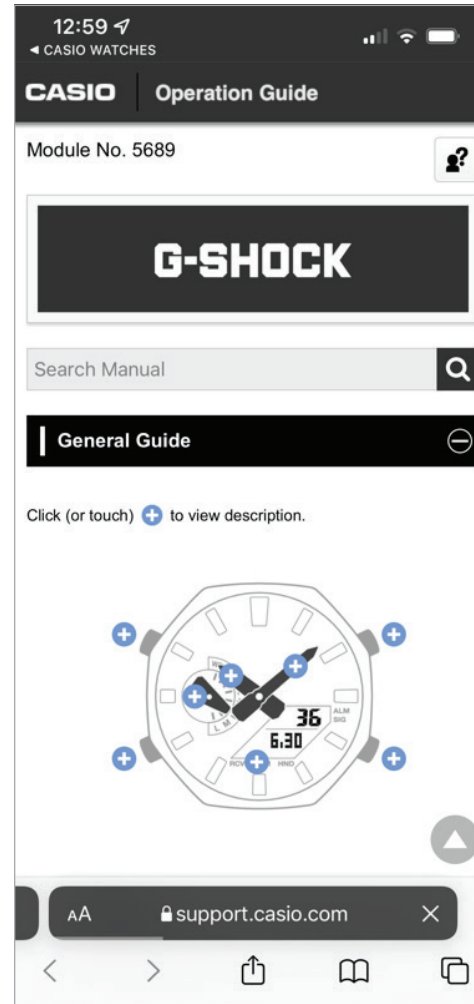 12:59
◀ CASIO WATCHES
CASIO Operation Guide
Module No. 5689
G-SHOCK
Search Manual
General Guide
Click (or touch) + to view description.
36
ALM
SIG
6.30
L M
RCV
HND
AA support.casio.com